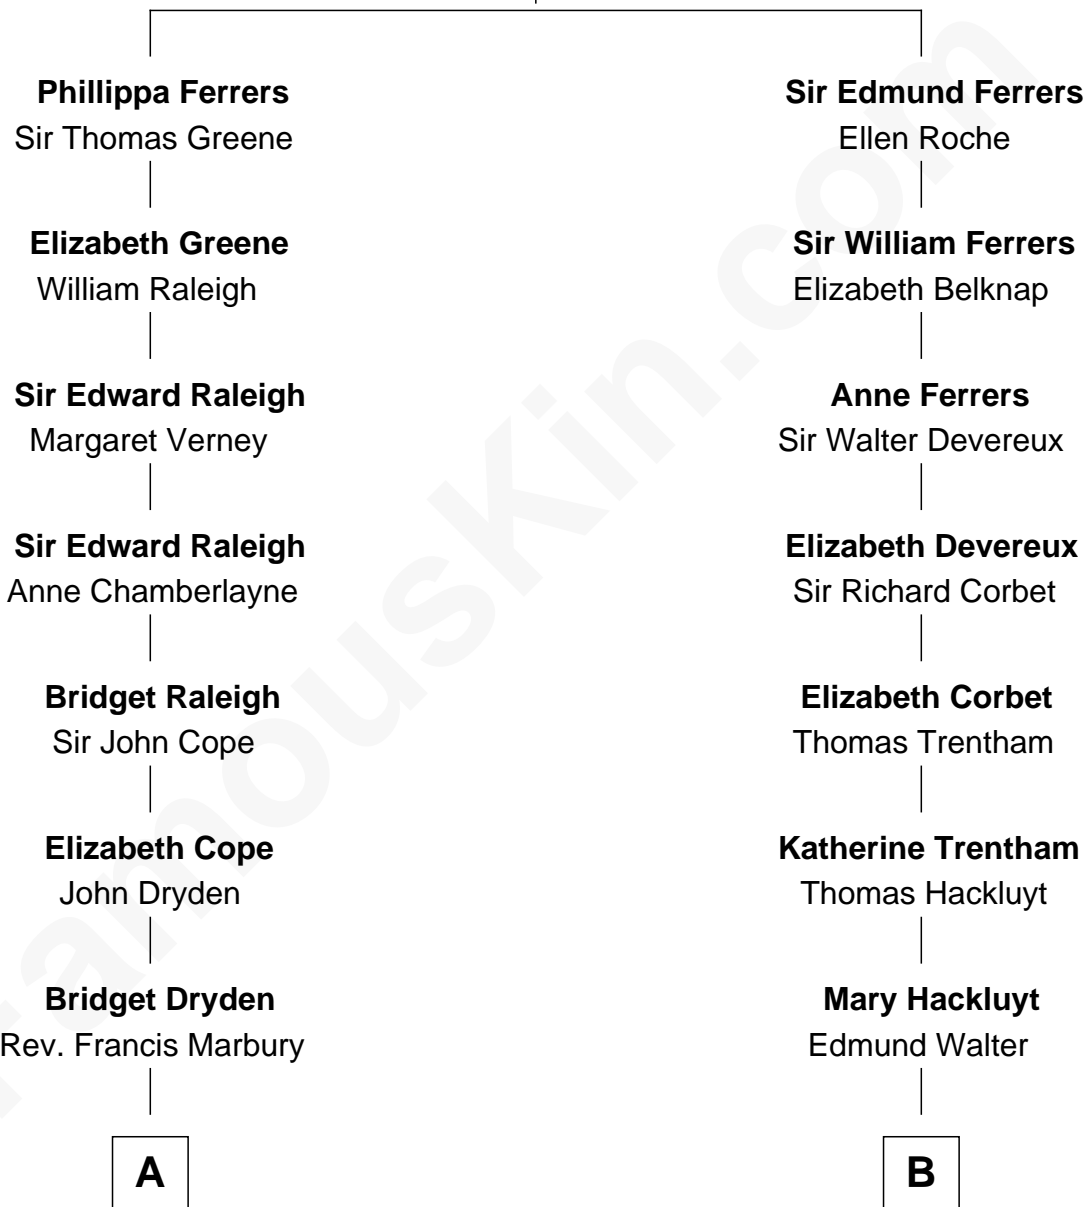 Phillippa Ferrers
Sir Thomas Greene
Elizabeth Greene
William Raleigh
Sir Edward Raleigh
Margaret Verney
Sir Edward Raleigh
Anne Chamberlayne
Bridget Raleigh
Sir John Cope
Elizabeth Cope
John Dryden
Bridget Dryden
Rev. Francis Marbury
A
Sir Edmund Ferrers
Ellen Roche
Sir William Ferrers
Elizabeth Belknap
Anne Ferrers
Sir Walter Devereux
Elizabeth Devereux
Sir Richard Corbet
Elizabeth Corbet
Thomas Trentham
Katherine Trentham
Thomas Hackluyt
Mary Hackluyt
Edmund Walter
B
FamousKin.com